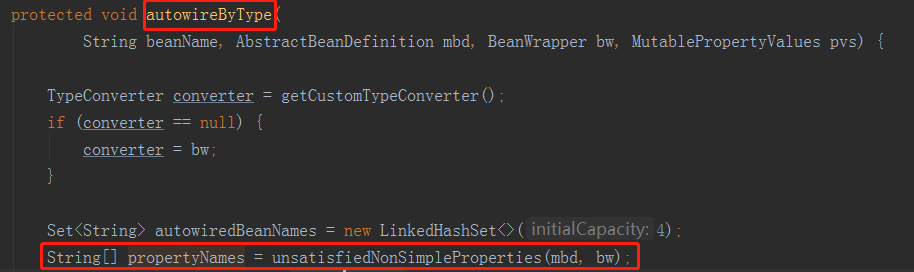 protected void autowireByType(
String beanName, AbstractBeanDefinition mbd, BeanWrapper bw, MutablePropertyValues pvs) {
TypeConverter converter = getCustomTypeConverter();
if (converter == null) {
converter = bw;
}
Set<String> autowiredBeanNames = new LinkedHashSet<>( initialCapacity: 4);
String[] propertyNames = unsatisfiedNonSimpleProperties(mbd, bw);